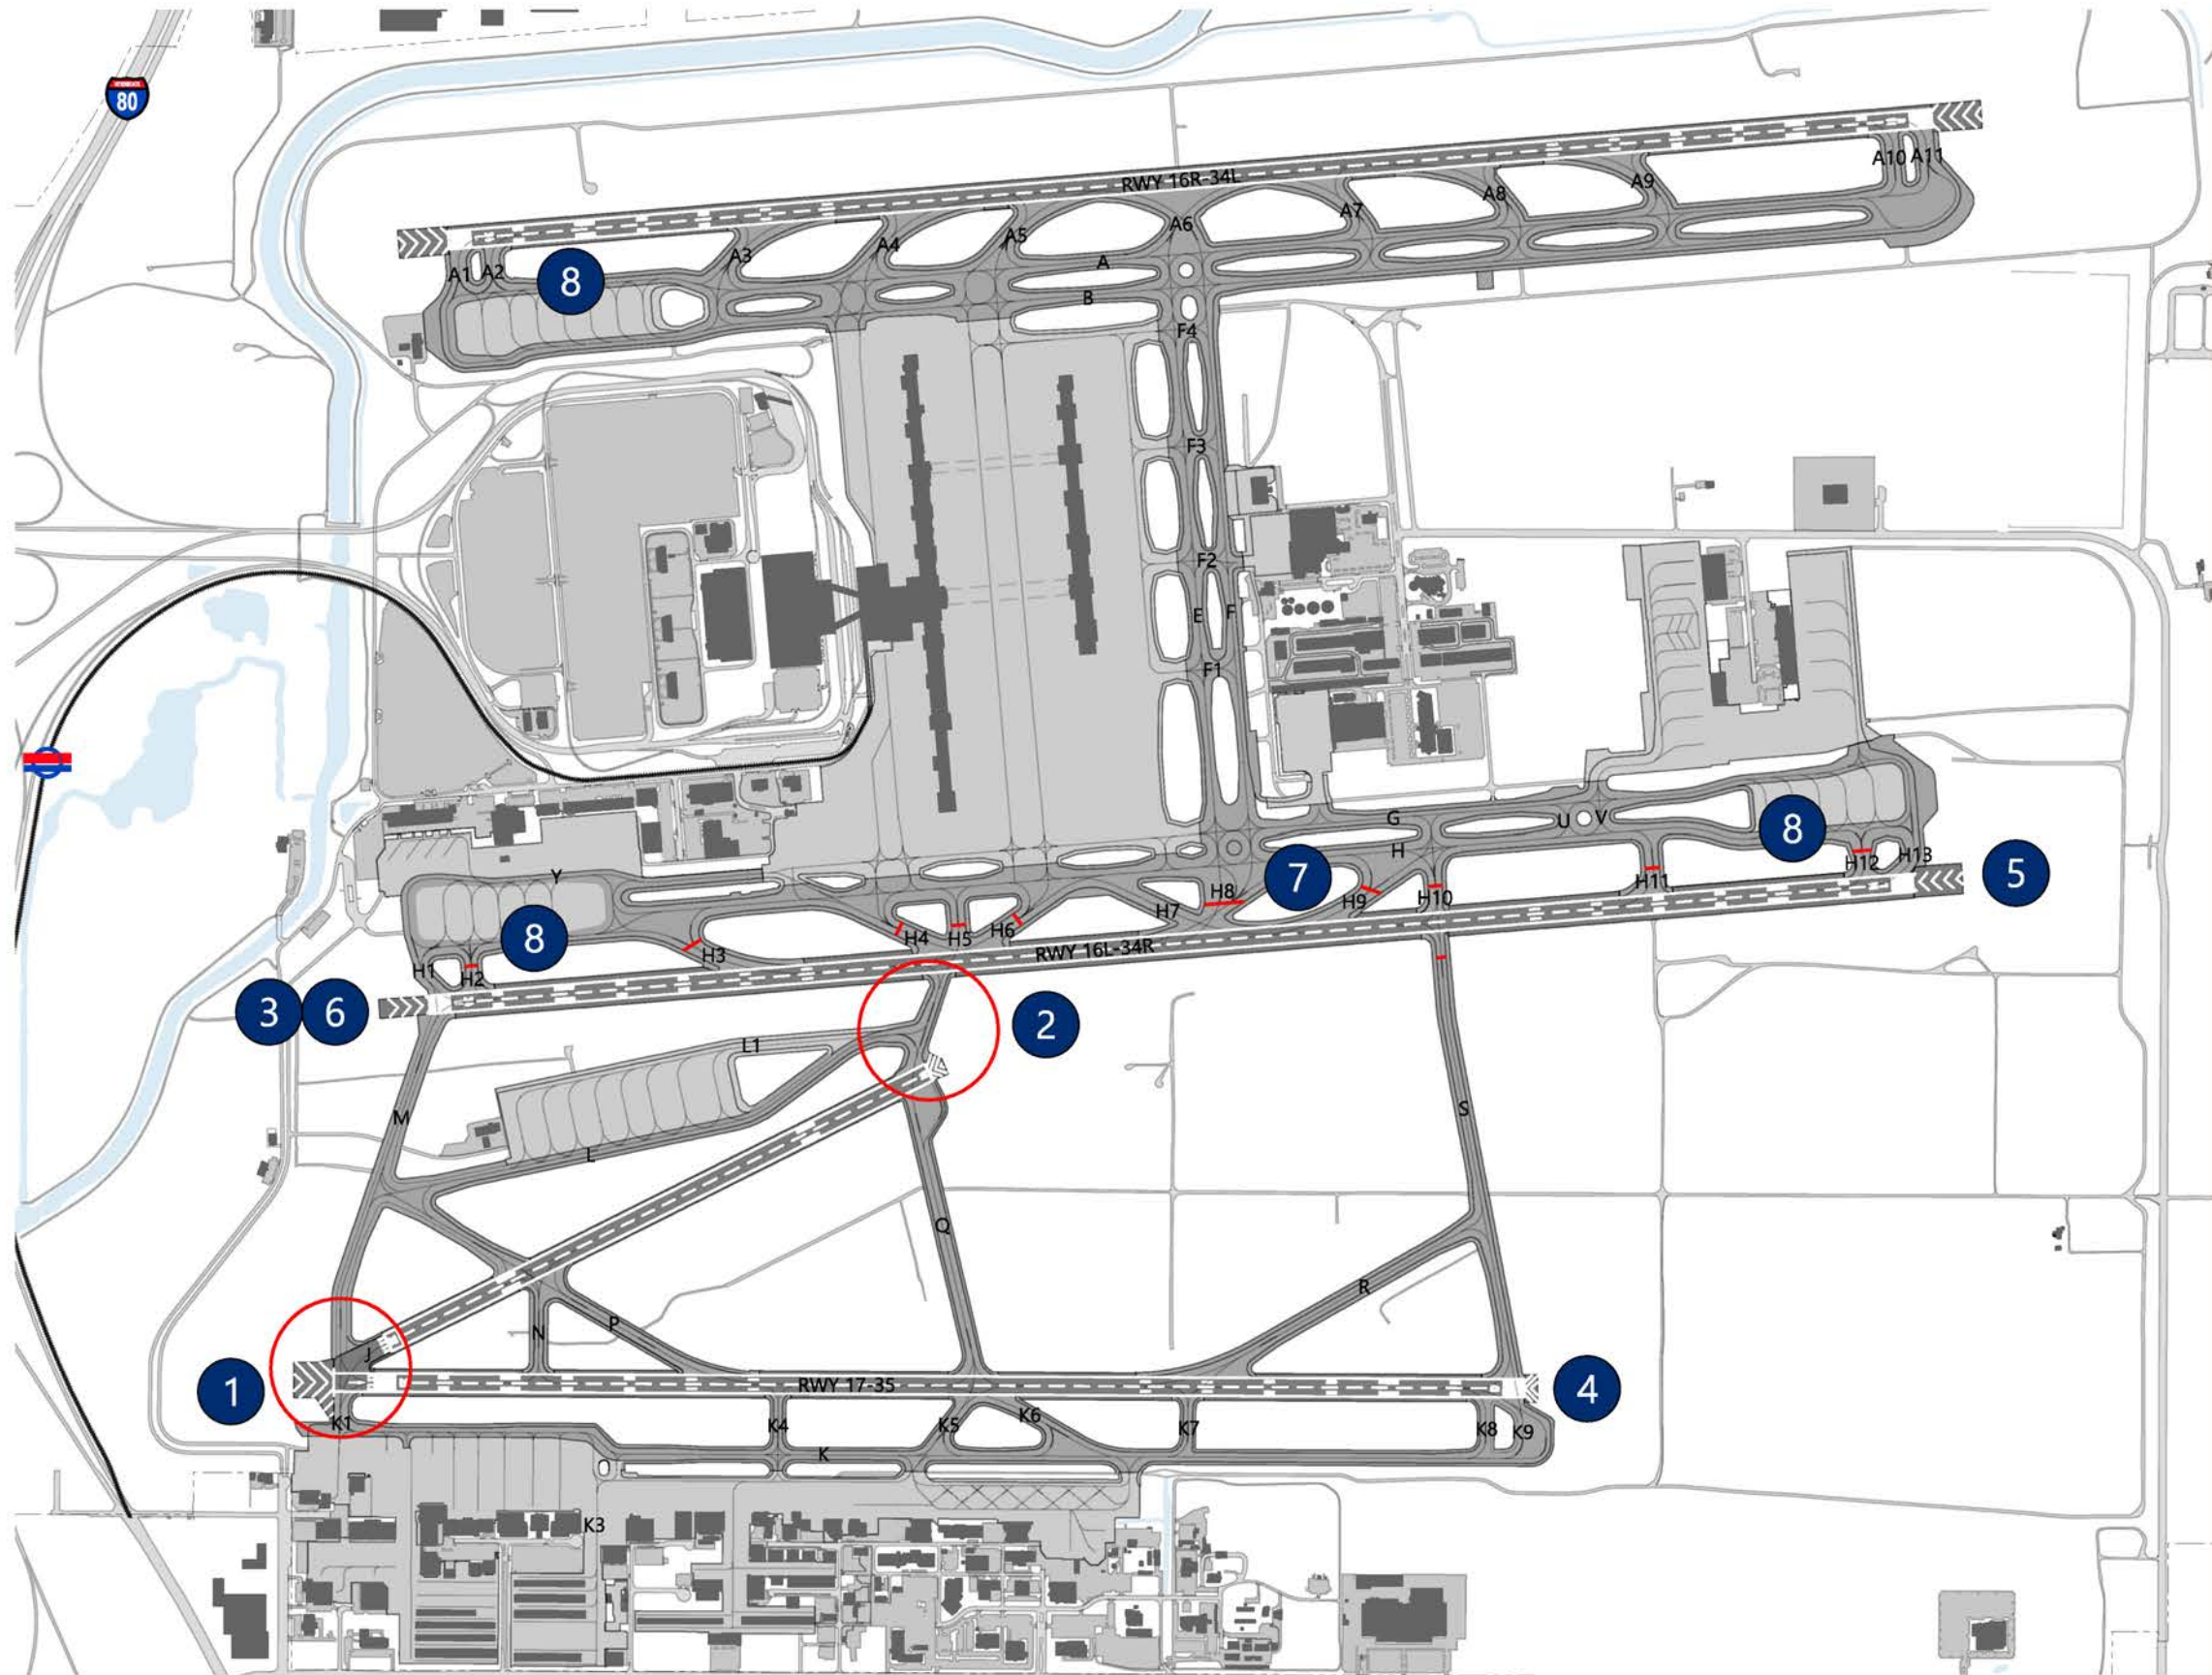 INTERSTATE
80
RWY 16R-34L
A10
A11
A9
A8
A7
A6
A5
A4
A3
A1
A2
8
A
B
F4
F3
F2
E
F
F1
G
U
V
H
8
H12
H13
5
H11
H10
H9
7
H8
H7
Y
H6
H5
H4
H3
8
H1
H2
RWY 16L-34R
3
6
2
L1
M
L
S
Q
R
N
P
J
1
RWY 17-35
4
K1
K4
K5
K6
K7
K8
K9
K
K3